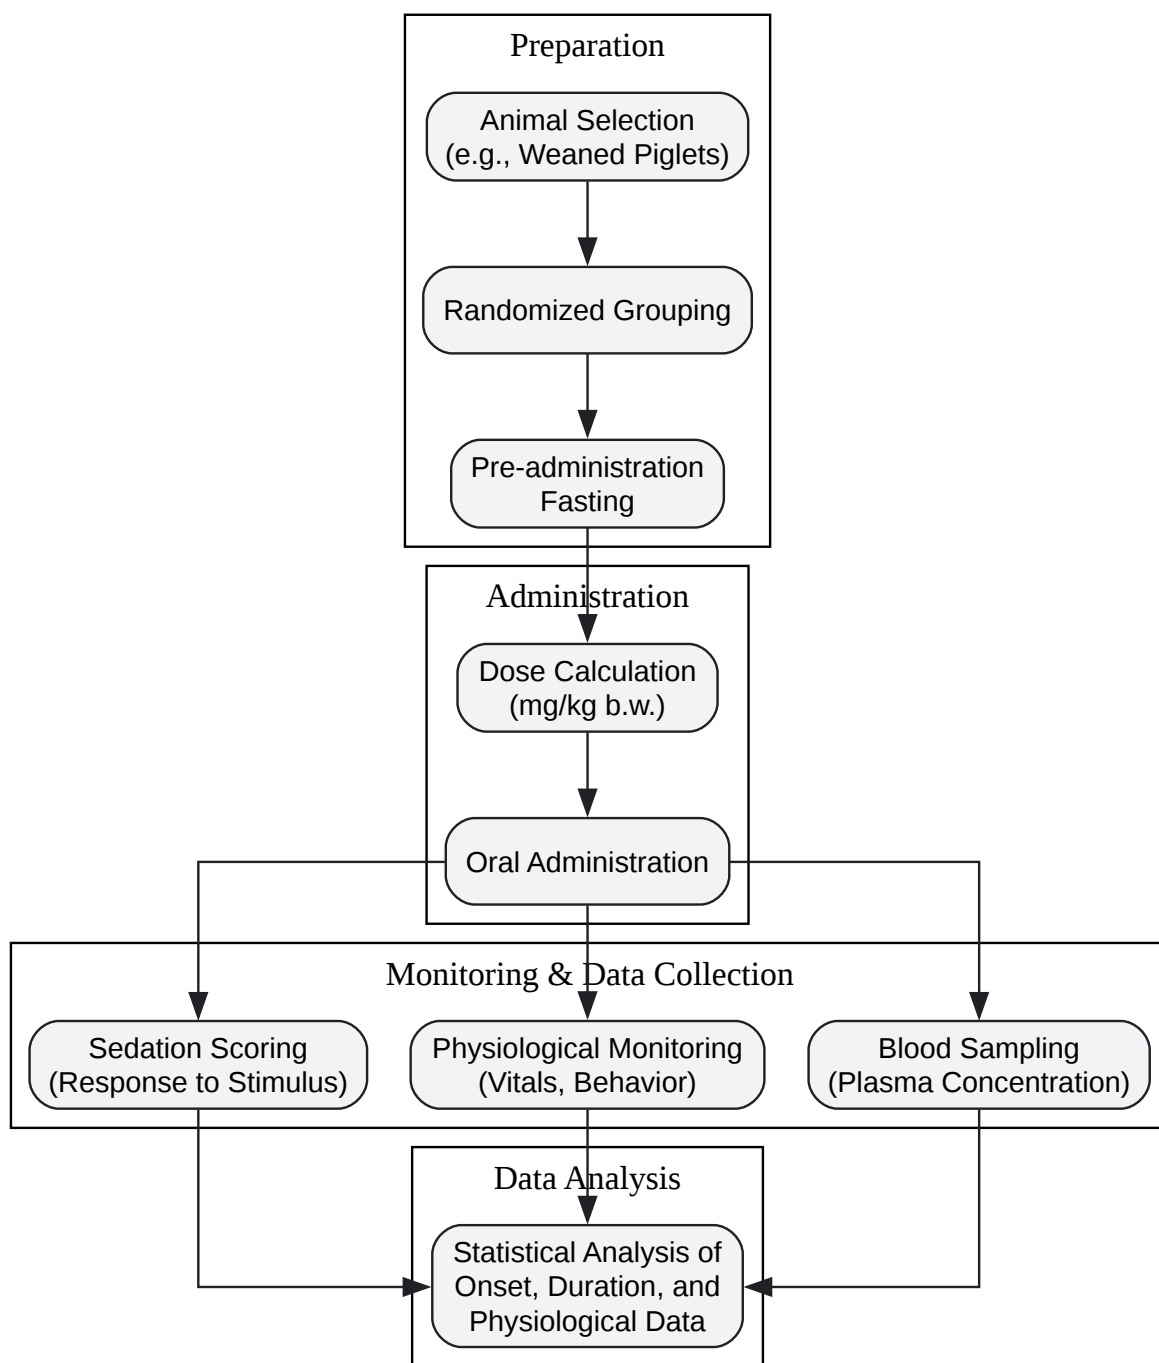 Preparation
Animal Selection
(e.g., Weaned Piglets)
Randomized Grouping
Pre-administration
Fasting
Administration
Dose Calculation
(mg/kg b.w.)
Oral Administration
Monitoring & Data Collection
Sedation Scoring
(Response to Stimulus)
Physiological Monitoring
(Vitals, Behavior)
Blood Sampling
(Plasma Concentration)
Data Analysis
Statistical Analysis of
Onset, Duration, and
Physiological Data